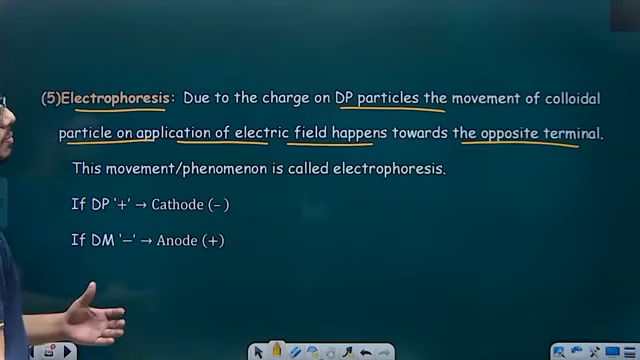 (5)Electrophoresis: Due to the charge on DP particles the movement of colloidal
particle on application of electric field happens towards the opposite terminal.
This movement/phenomenon is called electrophoresis.
If DP '+' → Cathode (–)
If DM '–' → Anode (+)